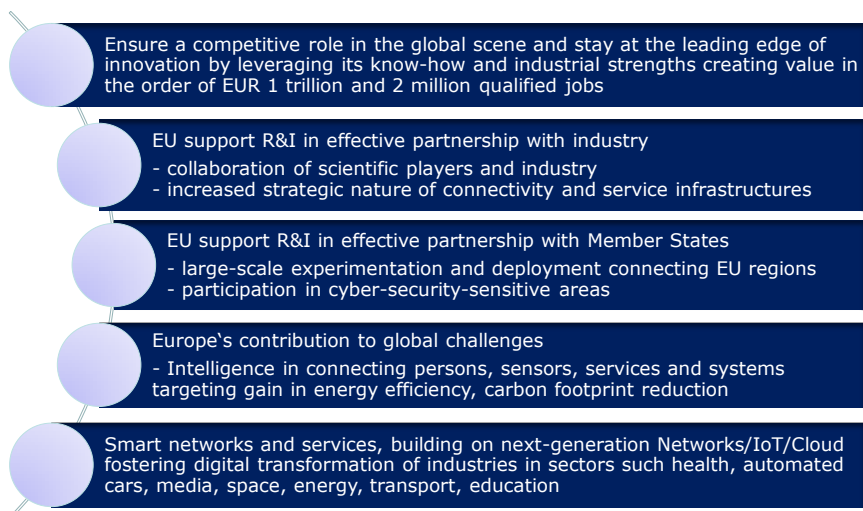 Ensure a competitive role in the global scene and stay at the leading edge of
innovation by leveraging its know-how and industrial strengths creating value in
the order of EUR 1 trillion and 2 million qualified jobs
EU support R&I in effective partnership with industry
- collaboration of scientific players and industry
- increased strategic nature of connectivity and service infrastructures
EU support R&I in effective partnership with Member States
- large-scale experimentation and deployment connecting EU regions
- participation in cyber-security-sensitive areas
Europe‛s contribution to global challenges
- Intelligence in connecting persons, sensors, services and systems
targeting gain in energy efficiency, carbon footprint reduction
Smart networks and services, building on next-generation Networks/IoT/Cloud
fostering digital transformation of industries in sectors such health, automated
cars, media, space, energy, transport, education